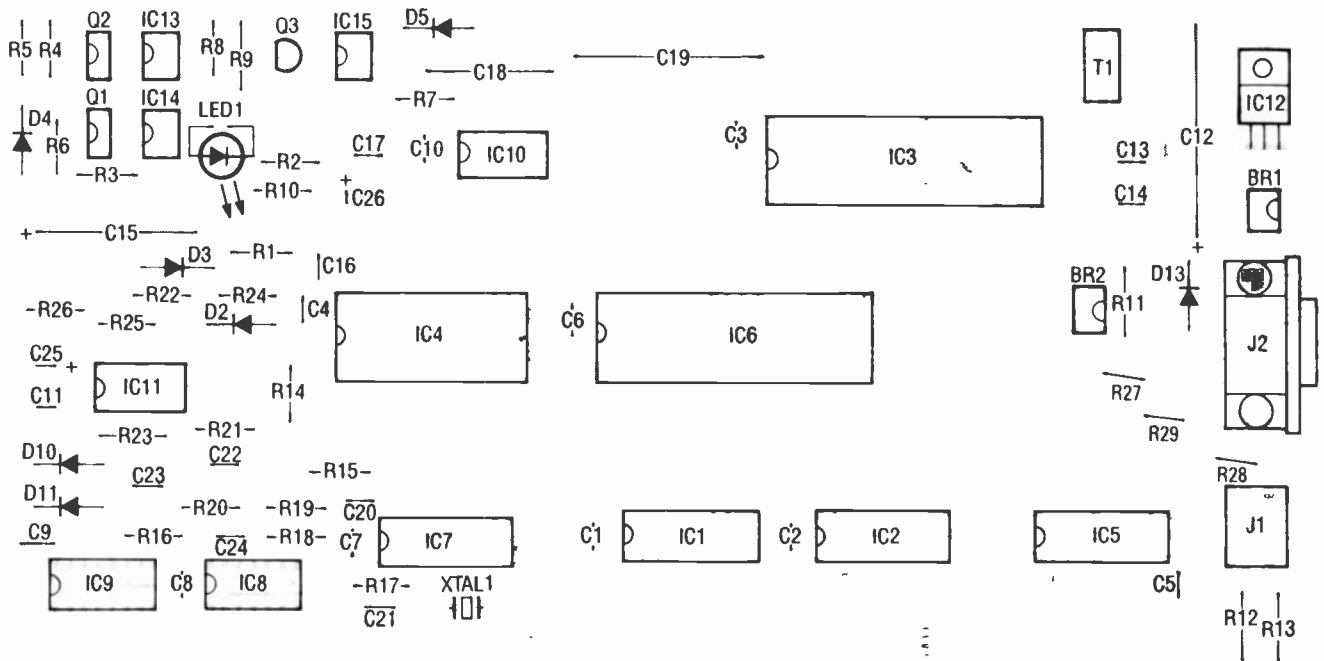 Q2 IC13 Q3 IC15 D5
R5 R4 R8 R9 C18 C19 T1 IC12
D4 Q1 IC14 LED1 R7
R6 C17 C10 IC10 C3 IC3 C13 C12
R3 R2
R10 + C26 C14 BR1
+ C15
D3 R1 C16 +
R22 R24 BR2 R11 D13
R26 R25 D2 C4 IC4 C6 IC6 J2
C25 +
C11 IC11 R14 R27
R23 R21 R29
D10 C22 R15 R28
C23
D11 R20 R19 C20
C9 R16 C24 R18 C7 IC7 C1 IC1 C2 IC2 IC5 J1
IC9 C8 IC8 R17 XTAL1 C5
C21 R12 R13